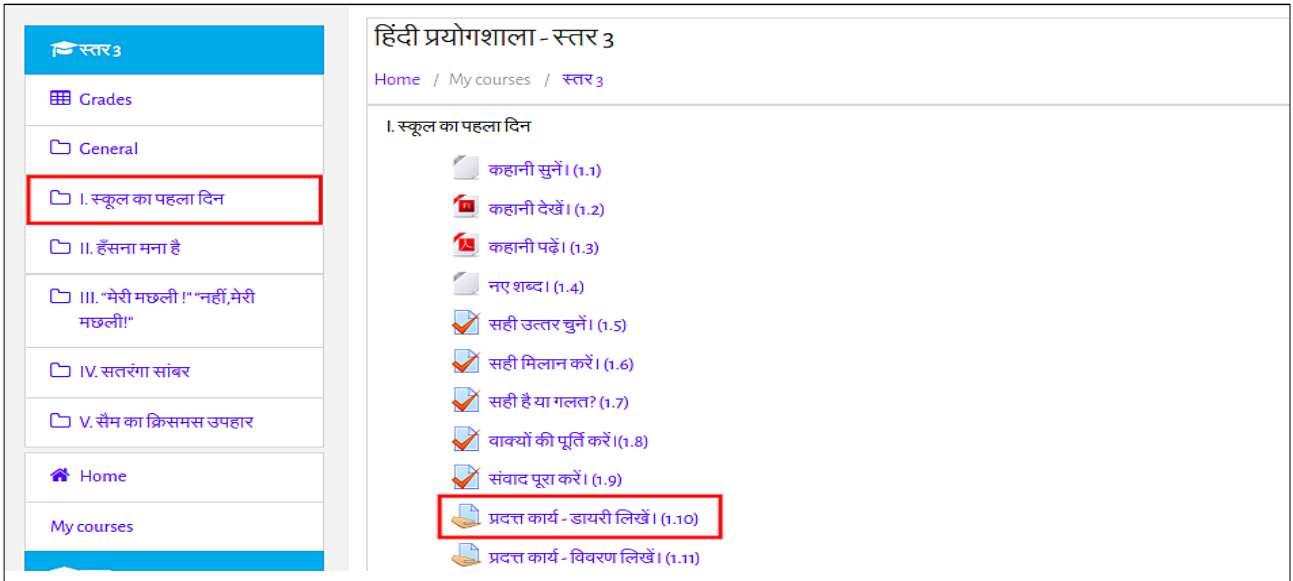 स्तर 3
Grades
General
I. स्कूल का पहला दिन
II. हँसना मना है
III. "मेरी मछली !" "नहीं,मेरी
मछली!"
IV. सतरंगा सांबर
V. सैम का क्रिसमस उपहार
Home
My courses
हिंदी प्रयोगशाला - स्तर 3
Home / My courses / स्तर 3
I. स्कूल का पहला दिन
कहानी सुनें। (1.1)
कहानी देखें। (1.2)
कहानी पढ़ें। (1.3)
नए शब्द। (1.4)
सही उत्तर चुनें। (1.5)
सही मिलान करें। (1.6)
सही है या गलत? (1.7)
वाक्यों की पूर्ति करें।(1.8)
संवाद पूरा करें। (1.9)
प्रदत्त कार्य - डायरी लिखें। (1.10)
प्रदत्त कार्य - विवरण लिखें। (1.11)